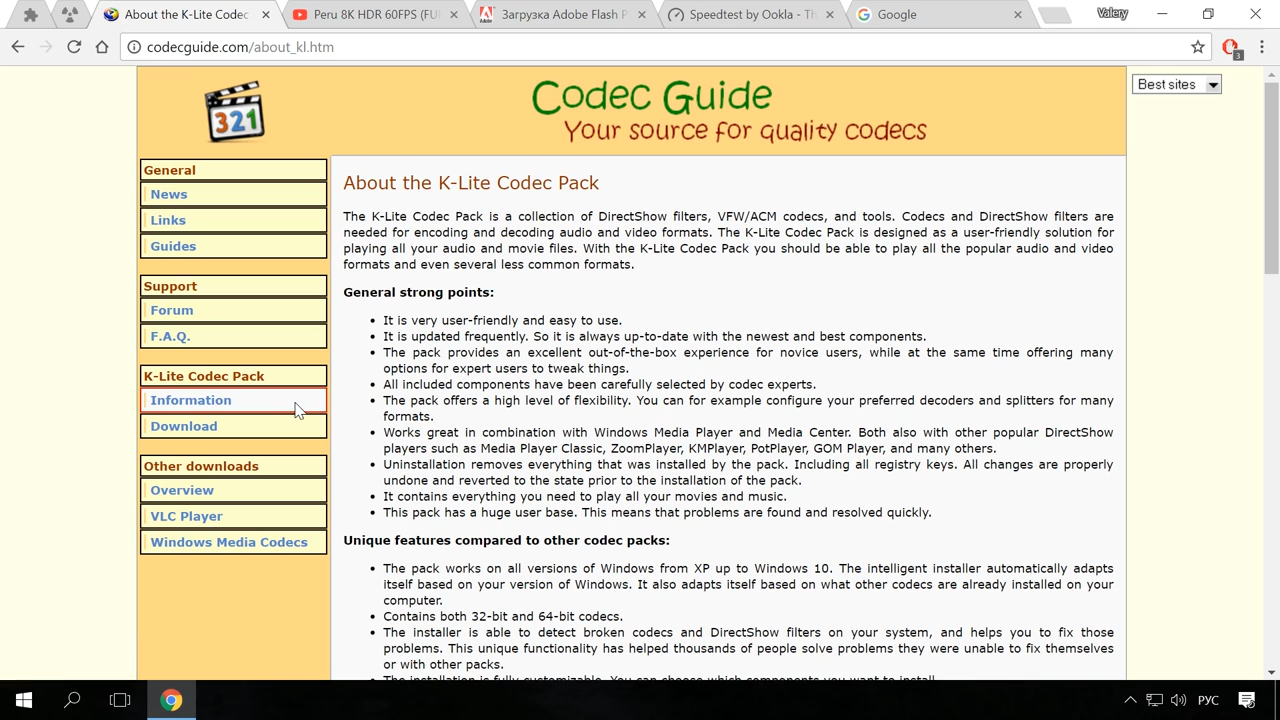 About the K-Lite Codec
Peru 8K HDR 60FPS (FU
Загрузка Adobe Flash P
Speedtest by Ookla - Th
Google
Valery
codecguide.com/about_kl.htm
3
321
Codec Guide
Your source for quality codecs
Best sites
General
News
Links
Guides
Support
Forum
F.A.Q.
K-Lite Codec Pack
Information
Download
Other downloads
Overview
VLC Player
Windows Media Codecs
About the K-Lite Codec Pack
The K-Lite Codec Pack is a collection of DirectShow filters, VFW/ACM codecs, and tools. Codecs and DirectShow filters are
needed for encoding and decoding audio and video formats. The K-Lite Codec Pack is designed as a user-friendly solution for
playing all your audio and movie files. With the K-Lite Codec Pack you should be able to play all the popular audio and video
formats and even several less common formats.
General strong points:
• It is very user-friendly and easy to use.
• It is updated frequently. So it is always up-to-date with the newest and best components.
• The pack provides an excellent out-of-the-box experience for novice users, while at the same time offering many
options for expert users to tweak things.
• All included components have been carefully selected by codec experts.
• The pack offers a high level of flexibility. You can for example configure your preferred decoders and splitters for many
formats.
• Works great in combination with Windows Media Player and Media Center. Both also with other popular DirectShow
players such as Media Player Classic, ZoomPlayer, KMPlayer, PotPlayer, GOM Player, and many others.
• Uninstallation removes everything that was installed by the pack. Including all registry keys. All changes are properly
undone and reverted to the state prior to the installation of the pack.
• It contains everything you need to play all your movies and music.
• This pack has a huge user base. This means that problems are found and resolved quickly.
Unique features compared to other codec packs:
• The pack works on all versions of Windows from XP up to Windows 10. The intelligent installer automatically adapts
itself based on your version of Windows. It also adapts itself based on what other codecs are already installed on your
computer.
• Contains both 32-bit and 64-bit codecs.
• The installer is able to detect broken codecs and DirectShow filters on your system, and helps you to fix those
problems. This unique functionality has helped thousands of people solve problems they were unable to fix themselves
or with other packs.
• The installation is fully customizable. You can choose which components you want to install.
РУС